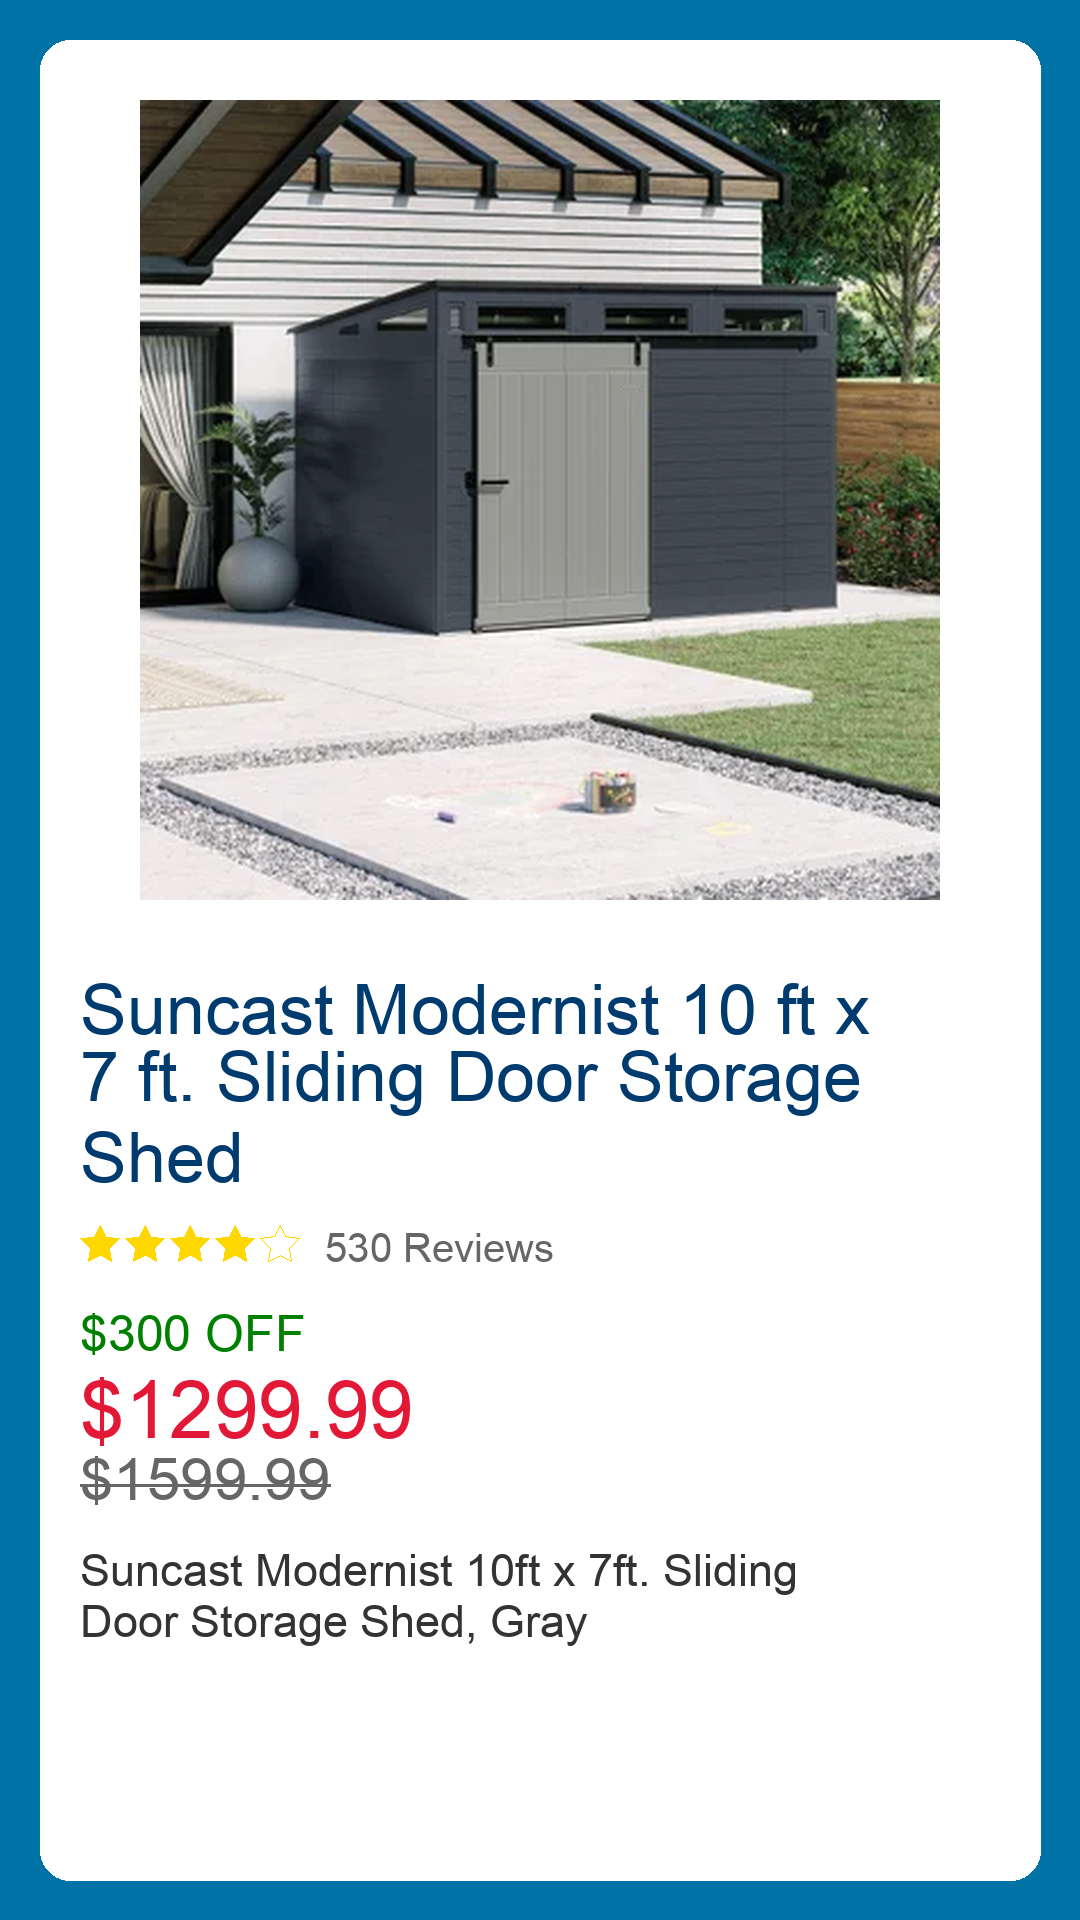 Suncast Modernist 10 ft x
7 ft. Sliding Door Storage
Shed
530 Reviews
$300 OFF
$1299.99
$1599.99
Suncast Modernist 10ft x 7ft. Sliding
Door Storage Shed, Gray